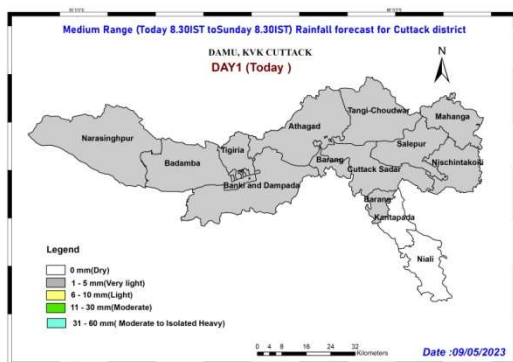 Medium Range (Today 8.30IST toSunday 8.30IST) Rainfall forecast for Cuttack district
DAMU, KVK CUTTACK
DAY1 (Today )
N
Tangi-Choudwar
Mahanga
Athagad
Narasinghpur
Tigiria
Salepur
Badamba
Barang
Nischintakoili
Cuttack Sadar
Banki and Dampada
Barang
Kantapada
Niali
Legend
0 mm(Dry)
1 - 5 mm(Very light)
6 - 10 mm(Light)
11 - 30 mm(Moderate)
31 - 60 mm( Moderate to Isolated Heavy)
0 4 8 16 24 32
Kilometers
Date :09/05/2023